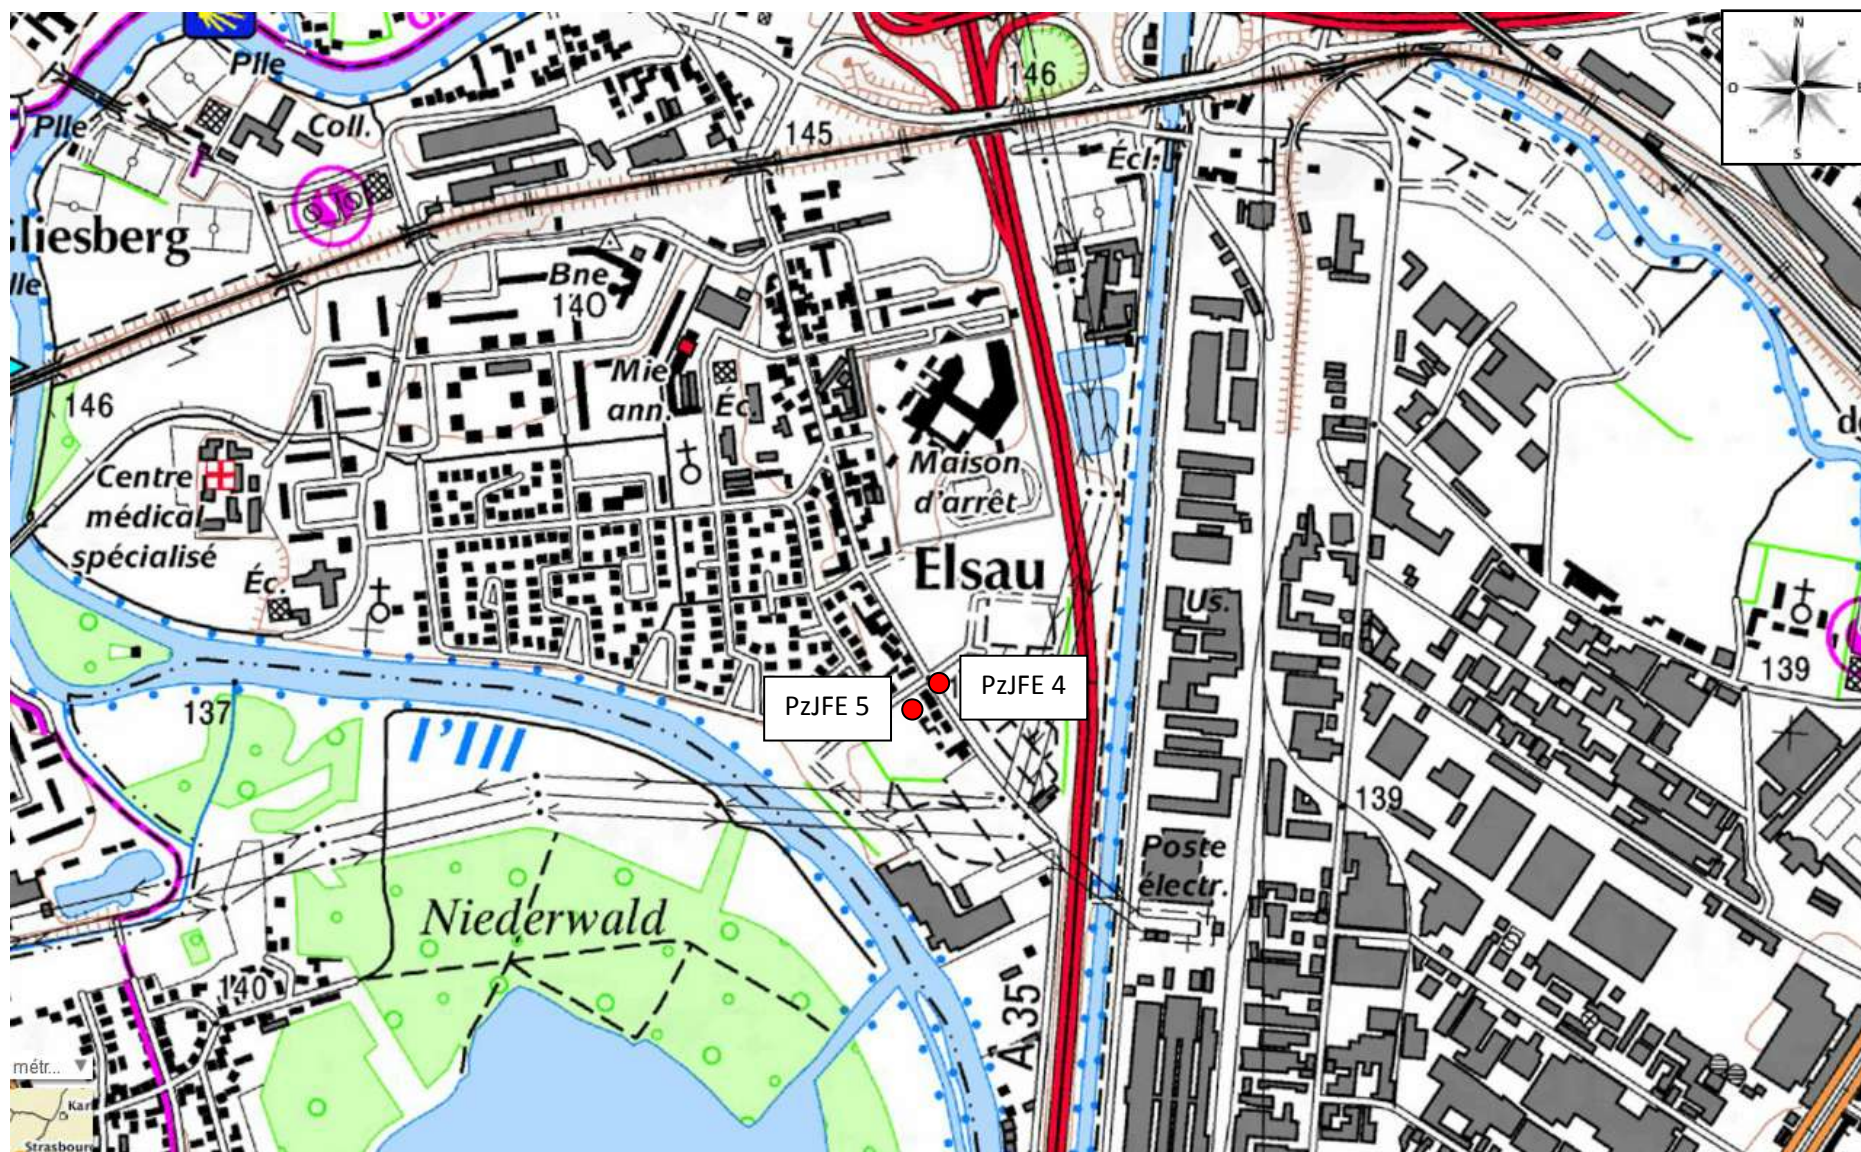 Plle
146
N
O
E
S
Plle
Coll.
145
Écl.
liesberg
lle
Bne
140
Mie
ann.
Éc.
146
Centre
médical
spécialisé
Maison
d'arrêt
Elsau
Éc.
Us.
139
PzJFE 4
PzJFE 5
137
l'Ill
139
Poste
électr.
Niederwald
140
A 35
métr... ▼
Strasbourg